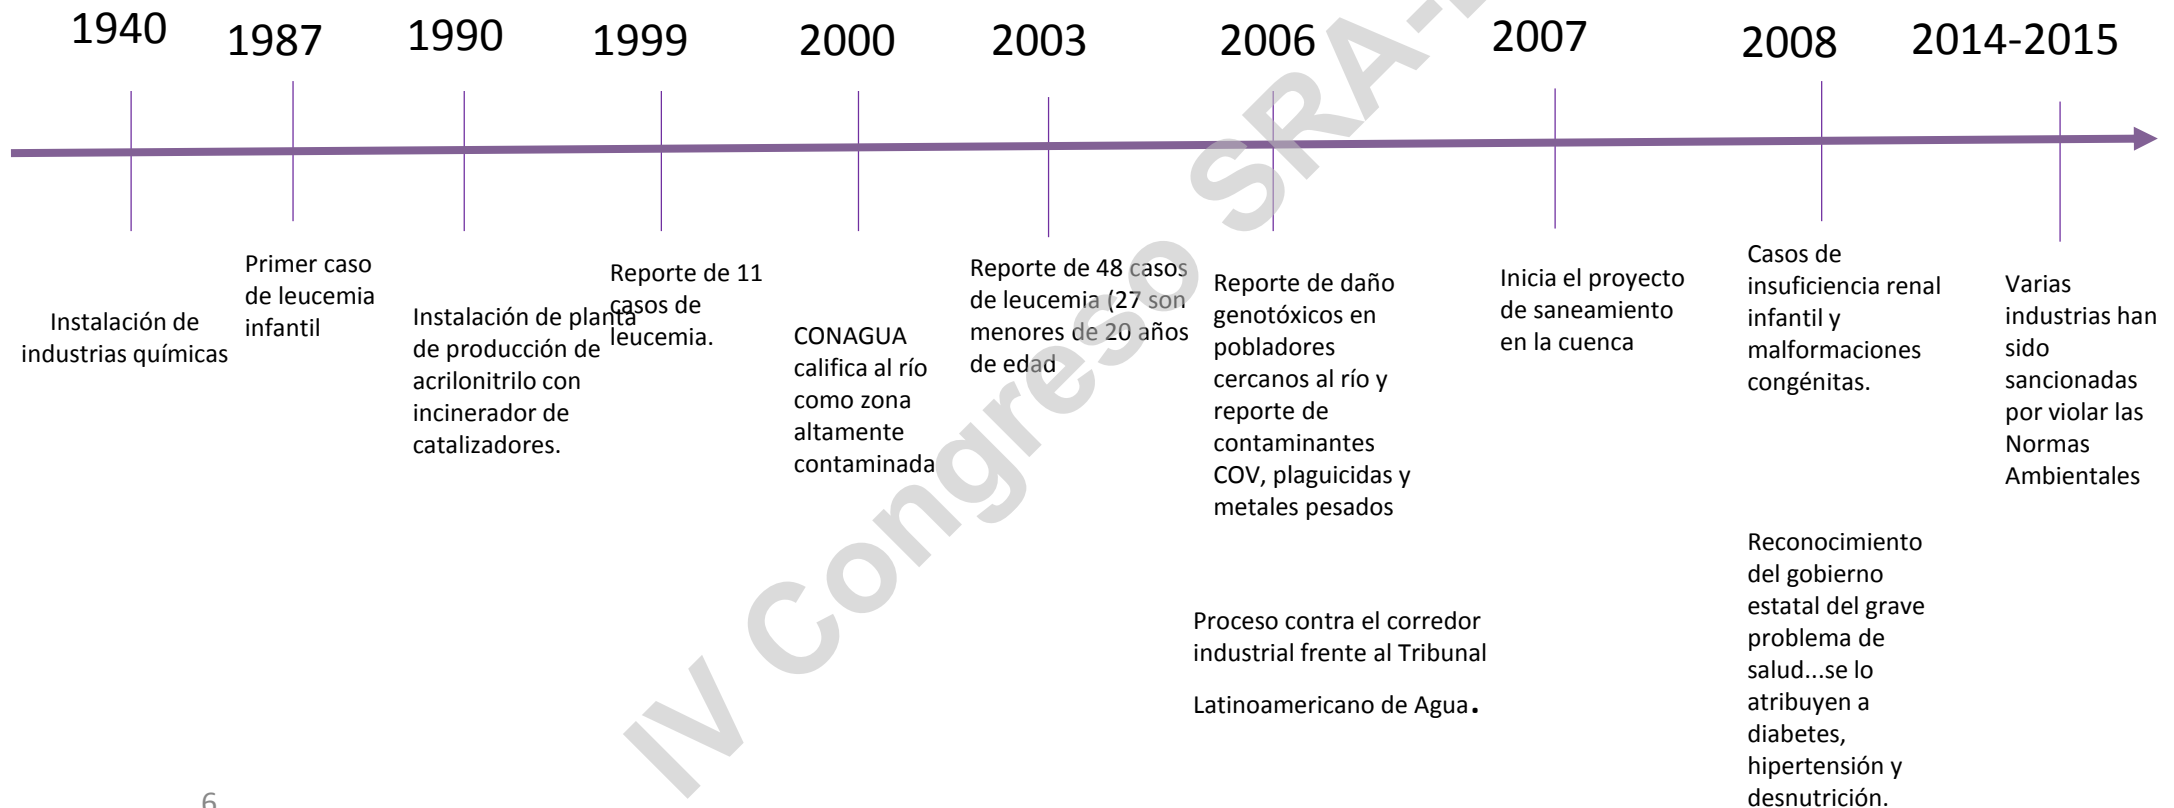 1940
1987
1990
1999
2000
2003
2006
2007
2008
2014-2015
Instalación de
industrias químicas
Primer caso
de leucemia
infantil
Instalación de planta
de producción de
acrilonitrilo con
incinerador de
catalizadores.
Reporte de 11
casos de
leucemia.
CONAGUA
califica al río
como zona
altamente
contaminada
Reporte de 48 casos
de leucemia (27 son
menores de 20 años
de edad
Reporte de daño
genotóxicos en
pobladores
cercanos al río y
reporte de
contaminantes
COV, plaguicidas y
metales pesados
Proceso contra el corredor
industrial frente al Tribunal
Latinoamericano de Agua.
Inicia el proyecto
de saneamiento
en la cuenca
Casos de
insuficiencia renal
infantil y
malformaciones
congénitas.
Reconocimiento
del gobierno
estatal del grave
problema de
salud...se lo
atribuyen a
diabetes,
hipertensión y
desnutrición.
Varias
industrias han
sido
sancionadas
por violar las
Normas
Ambientales
IV Congreso SRA-
6